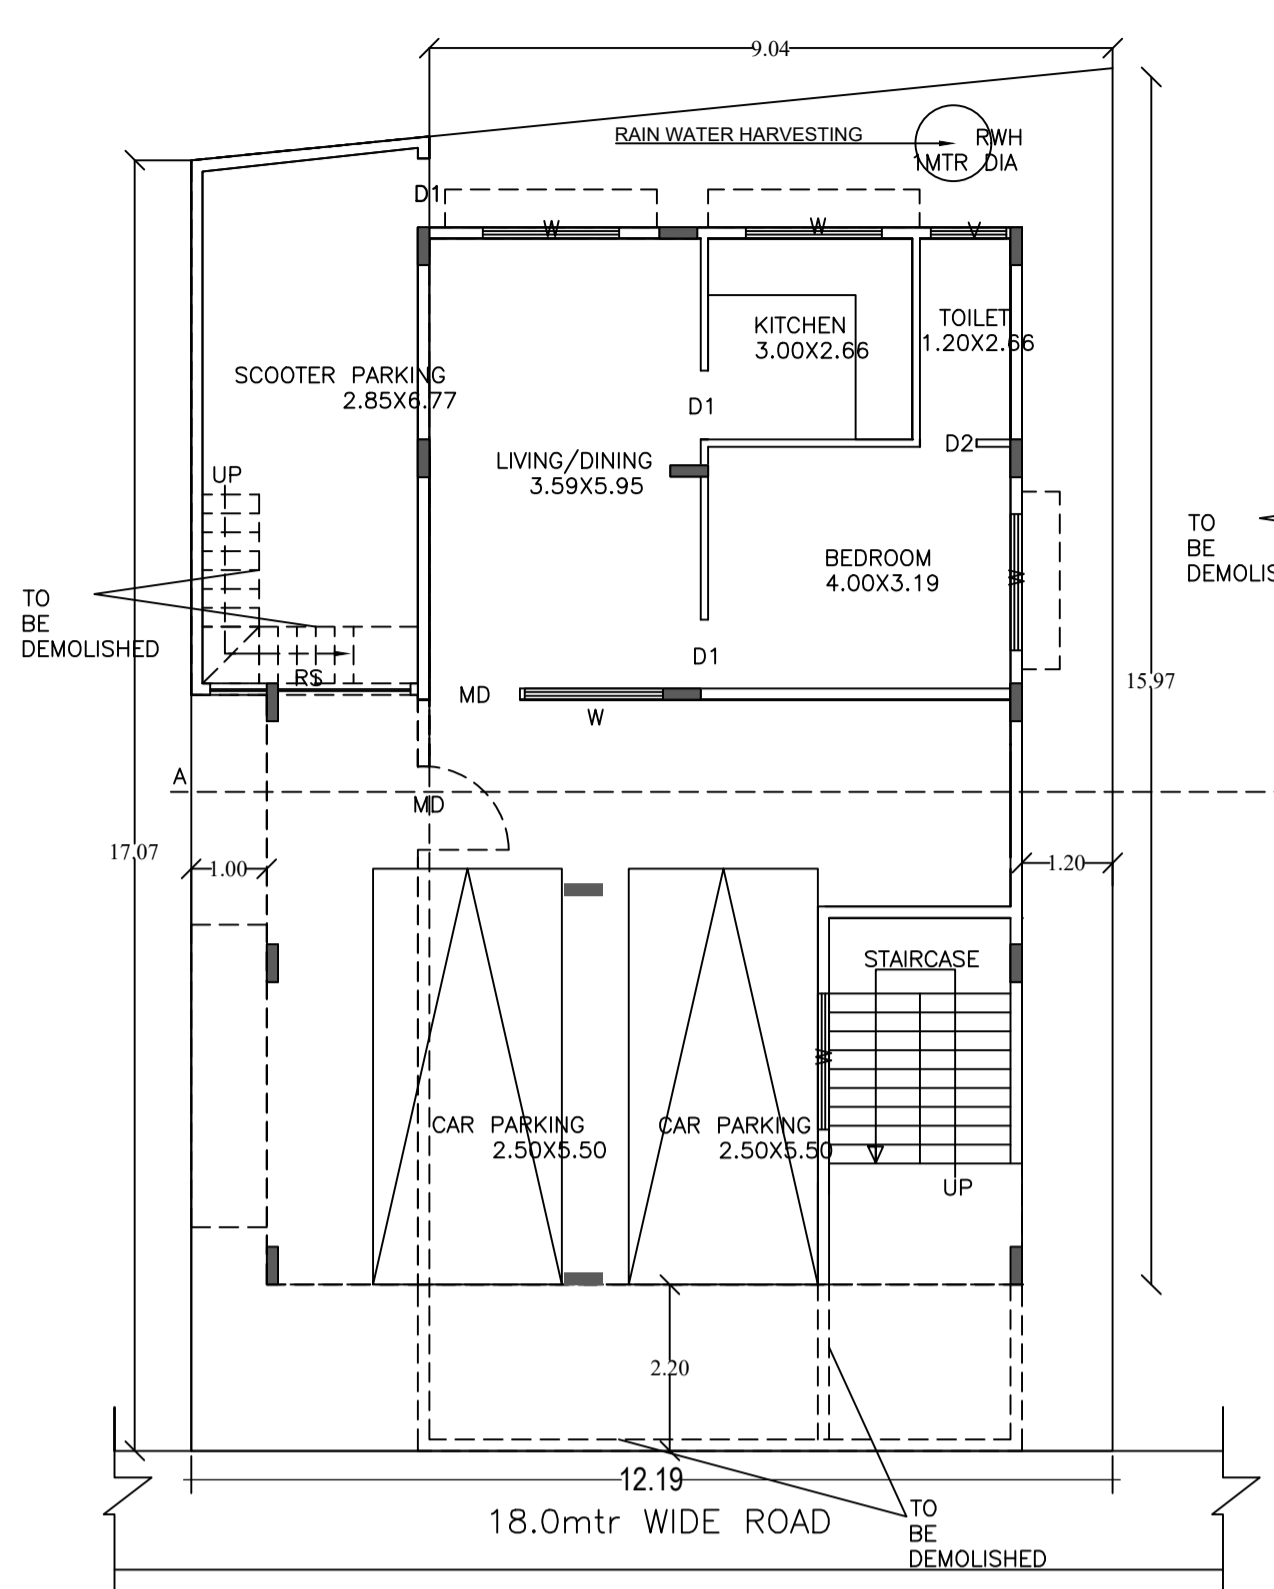 9.04
RAIN WATER HARVESTING
RWH
1MTR DIA
D1
W
W
V
KITCHEN
3.00X2.66
TOILET
1.20X2.66
SCOOTER PARKING
2.85X6.77
D1
D2
LIVING/DINING
3.59X5.95
UP
BEDROOM
4.00X3.19
W
TO
BE
DEMOLISHED
TO
BE
DEMOLIS
D1
RS
MD
W
15.97
A
MD
17.07
1.00
1.20
STAIRCASE
W
CAR PARKING
2.50X5.50
CAR PARKING
2.50X5.50
UP
2.20
12.19
18.0mtr WIDE ROAD
TO
BE
DEMOLISHED